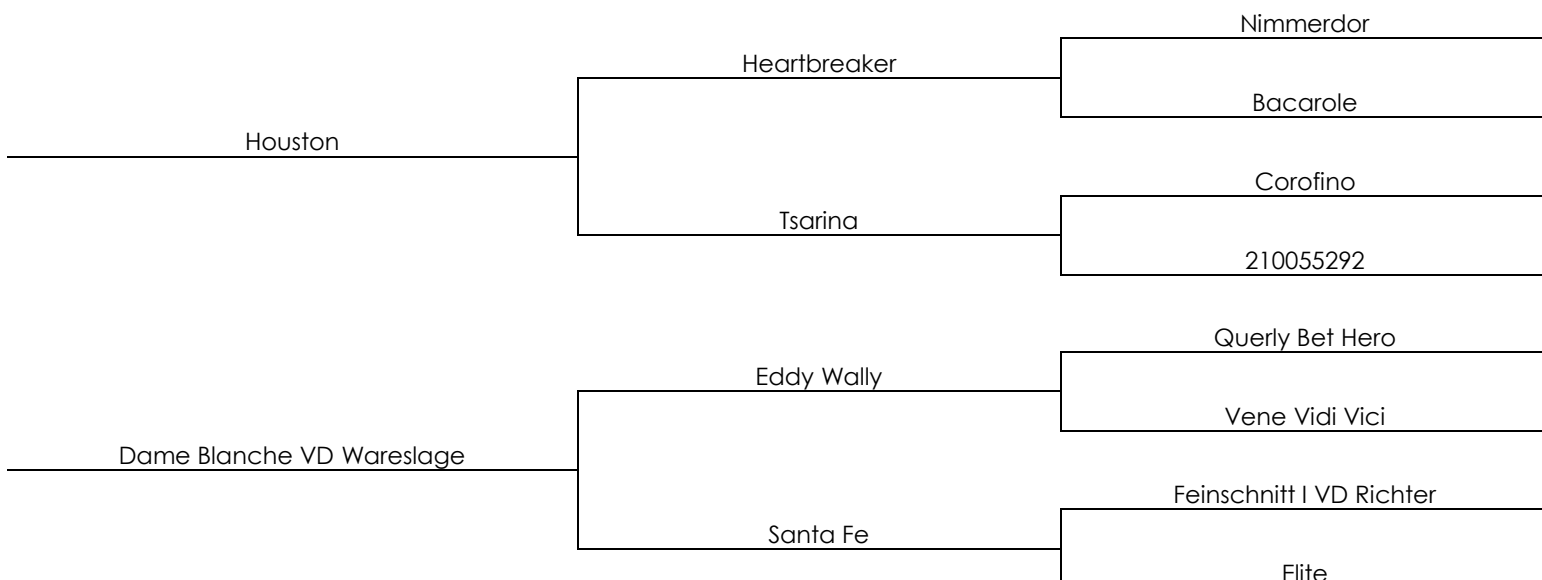 Nimmerdor
Heartbreaker
Bacarole
Houston
Corofino
Tsarina
210055292
Querly Bet Hero
Eddy Wally
Vene Vidi Vici
Dame Blanche VD Wareslage
Feinschnitt I VD Richter
Santa Fe
Elite